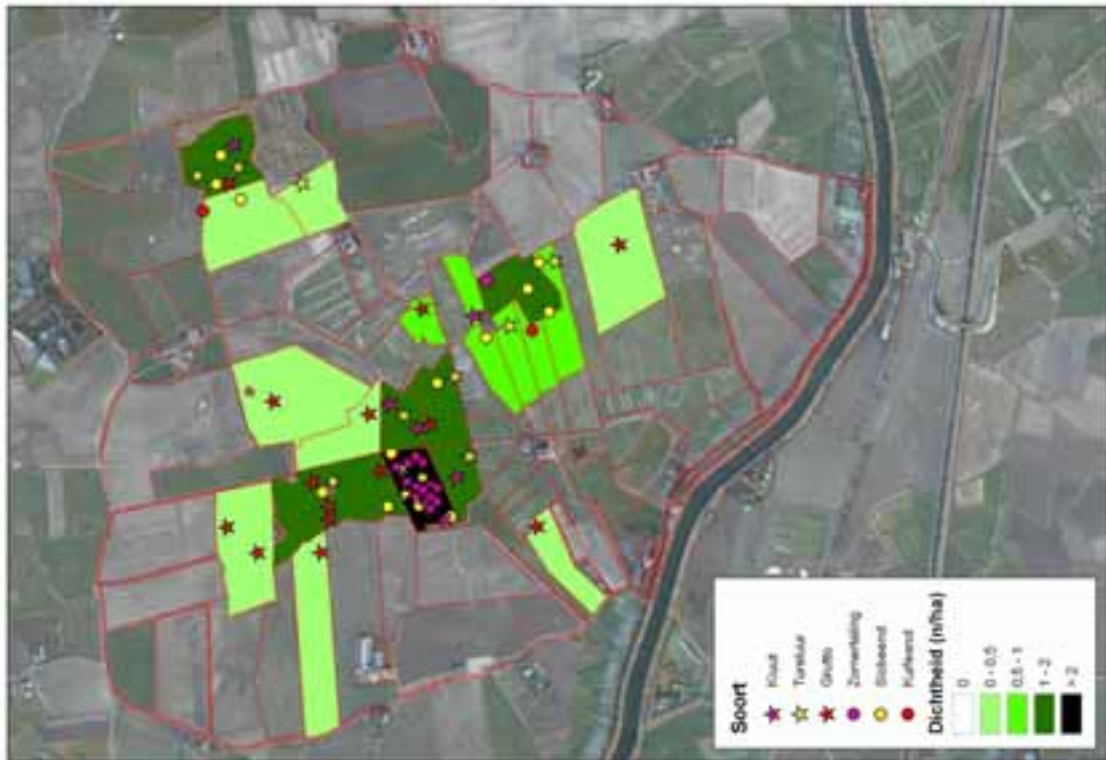 Soort
Kluut
Tureluur
Grutto
Zomertaling
Slobeend
Kuifeend
Dichtheid (n/ha)
0
0 - 0,5
0,5 - 1
1 - 2
> 2